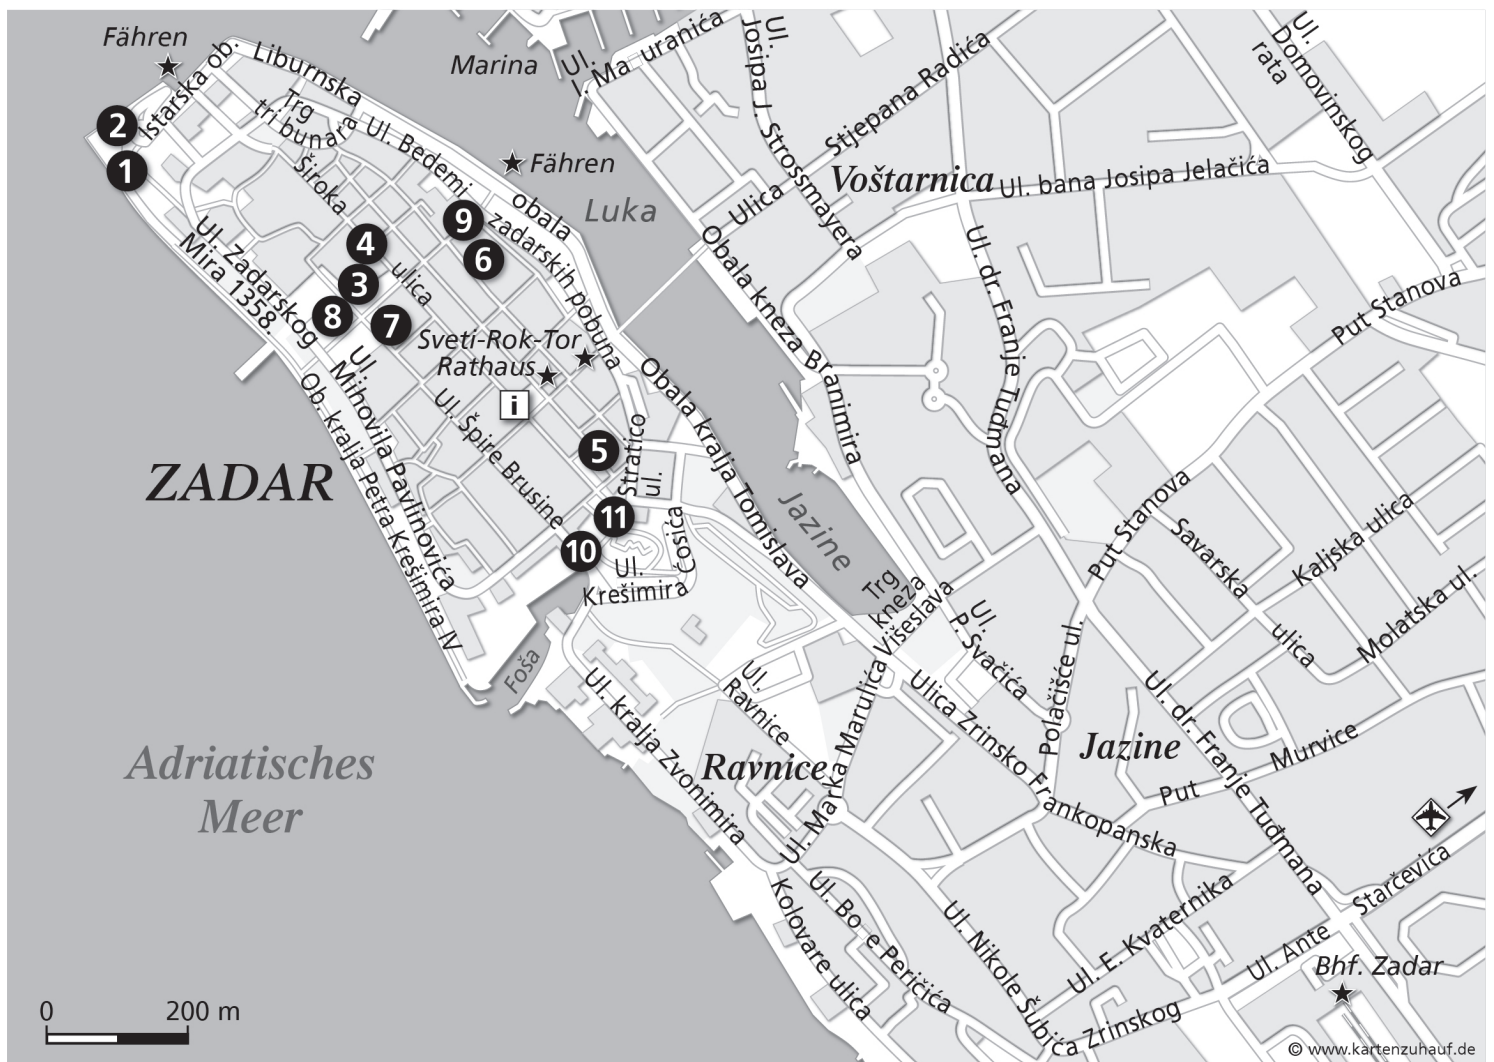 Fähren
Istarska ob.
Liburnska
obala
Trg
tri bunara
Ul. Bedemi
zadarskih pobuna
Marina
Ul.
I. Ma uranića
Ul.
Josipa J. Strossmayera
Ulica
Stjepana Radića
Ul.
Domovinskog
rata
Fähren
Luka
Voštarnica
Ul. bana Josipa Jelačića
2
1
Široka
ulica
9
6
4
3
8
7
Ul. Zadarskog
Mira 1358.
Sveti-Rok-Tor
Rathaus
i
Ul.
Mihovila Pavlinovića
Ob. kralja Petra Krešimira IV
Ul. Špire Brusine
5
Stratico
ul.
11
10
Ul.
Krešimira
Ćosića
Obala kneza Branimira
Obala kralja Tomislava
Ul. dr. Franje Tuđmana
Put Stanova
Put Stanova
ZADAR
Jazine
Trg
kneza
Višeslava
Ul.
P. Svačića
Savarska
ulica
Kaljska ulica
Molatska ul.
Polačišće ul.
Foša
Adriatisches
Meer
Ul. kralja Zvonimira
Ul.
Ravnice
Ravnice
Ul. Marka Marulića
Ulica Zrinsko Frankopanska
Jazine
Ul. dr. Franje Tuđmana
Put
Murvice
Kolovare ulica
Ul. Bo e Peričića
Ul. Nikole Šubića Zrinskog
Ul. E. Kvaternika
Ul. Ante
Starčevića
Bhf. Zadar
0
200 m
© www.kartenzuhauf.de